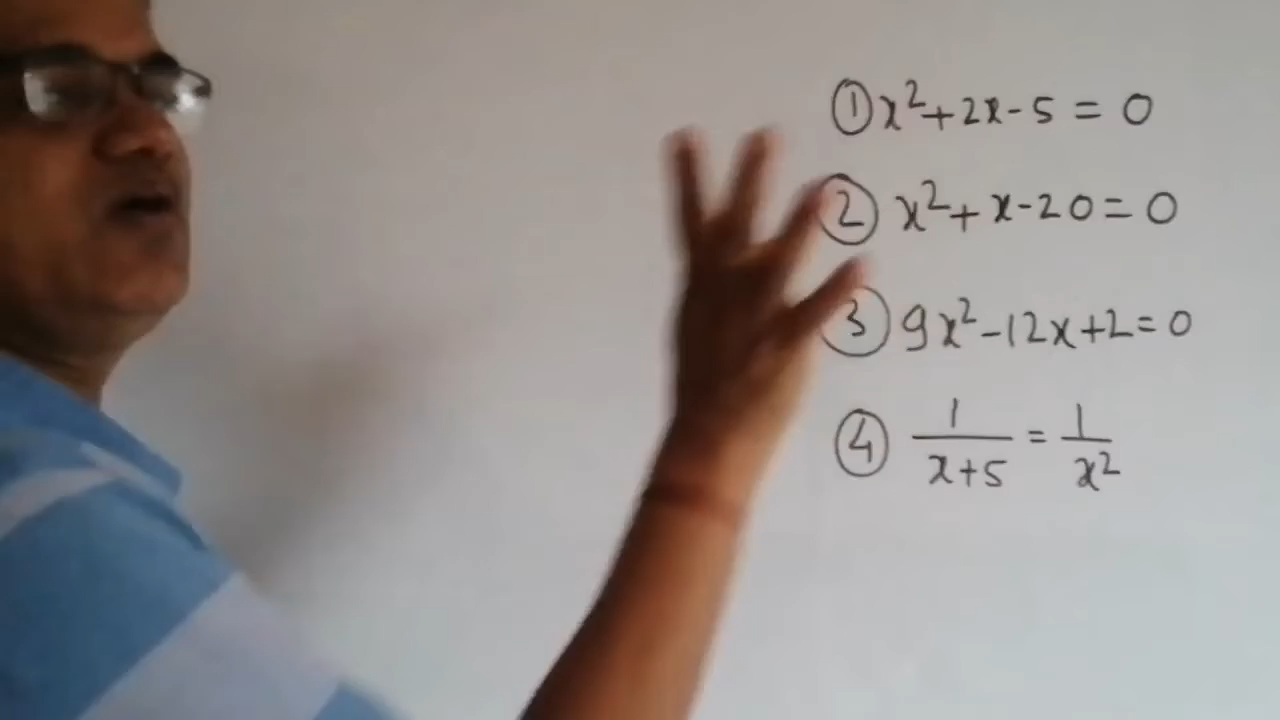 ① x²+2x-5=0
② x²+x-20=0
③ 9x²-12x+2=0
④ 1/(x+5) = 1/x²